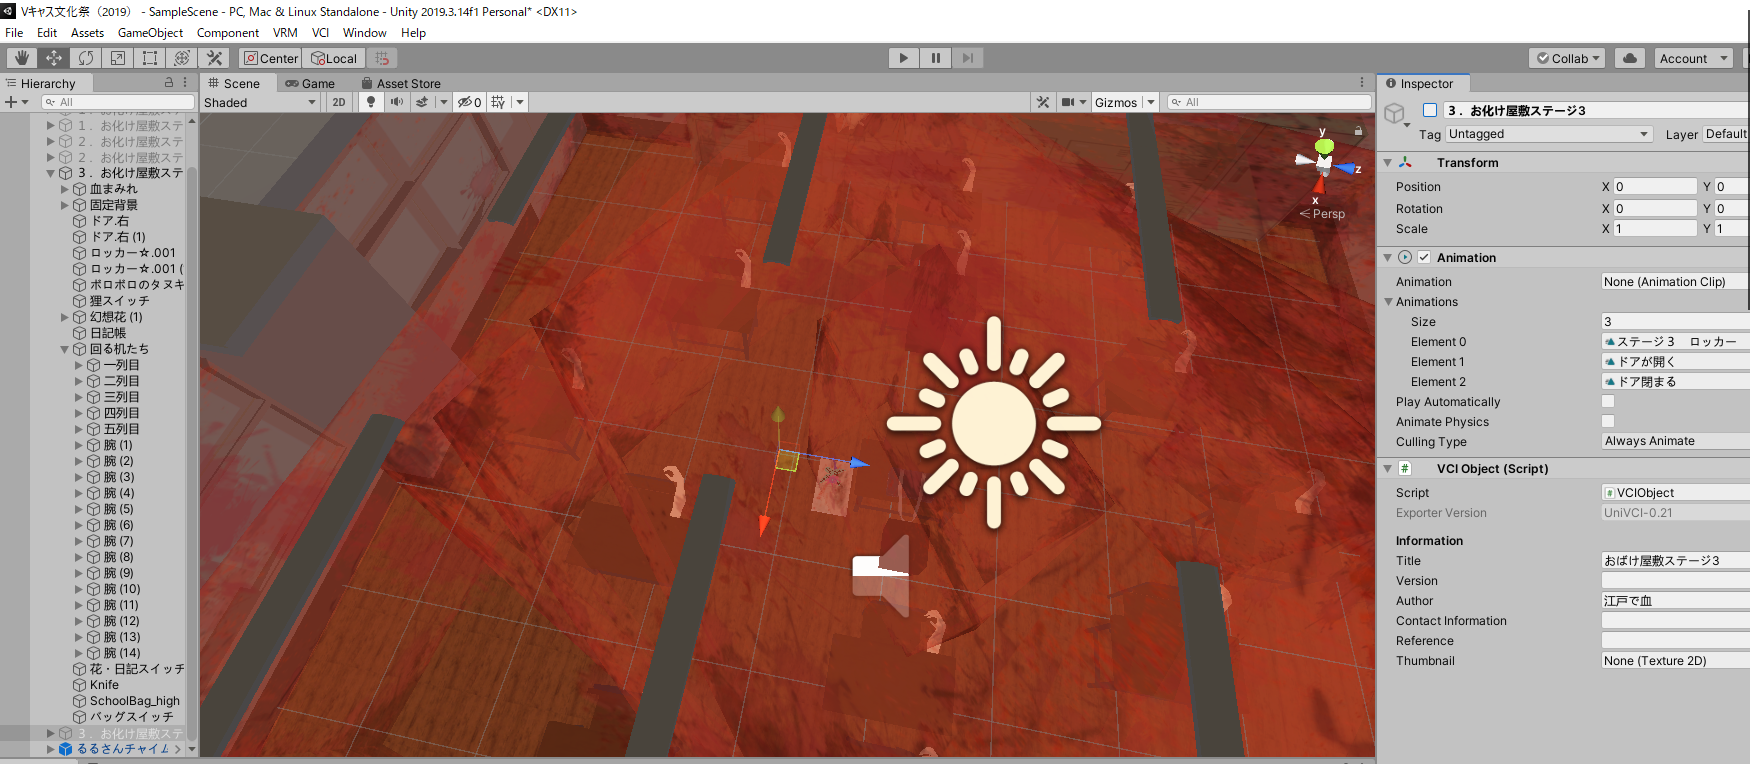 Vキャス文化祭（2019） - SampleScene - PC, Mac & Linux Standalone - Unity 2019.3.14f1 Personal* <DX11>
File Edit Assets GameObject Component VRM VCI Window Help
Center Local Collab Account
Hierarchy
All
1．お化け屋敷ステ
2．お化け屋敷ステ
2．お化け屋敷ステ
3．お化け屋敷ステ
血まみれ
固定背景
ドア.右
ドア.右 (1)
ロッカー☆.001
ロッカー☆.001 (
ボロボロのタヌキ
狸スイッチ
幻想花 (1)
日記帳
回る机たち
一列目
二列目
三列目
四列目
五列目
腕 (1)
腕 (2)
腕 (3)
腕 (4)
腕 (5)
腕 (6)
腕 (7)
腕 (8)
腕 (9)
腕 (10)
腕 (11)
腕 (12)
腕 (13)
腕 (14)
花・日記スイッチ
Knife
SchoolBag_high
バッグスイッチ
3．お化け屋敷ステ
るるさんチャイム
Scene Game Asset Store
Shaded 2D 0 Gizmos All
y
z
x
Persp
Inspector
3．お化け屋敷ステージ3
Tag Untagged Layer Default
Transform
Position X 0 Y 0
Rotation X 0 Y 0
Scale X 1 Y 1
Animation
Animation None (Animation Clip)
Animations
Size 3
Element 0 ステージ３　ロッカー
Element 1 ドアが開く
Element 2 ドア閉まる
Play Automatically
Animate Physics
Culling Type Always Animate
# VCI Object (Script)
Script VCIObject
Exporter Version UniVCI-0.21
Information
Title おばけ屋敷ステージ3
Version
Author 江戸で血
Contact Information
Reference
Thumbnail None (Texture 2D)